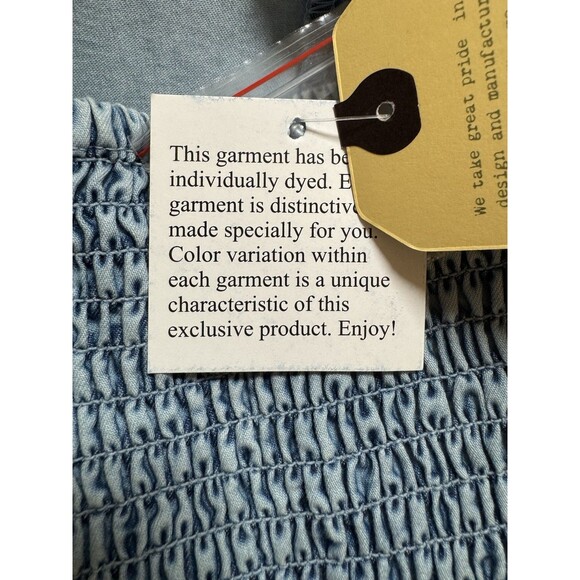 This garment has be
individually dyed. E
garment is distinctive
made specially for you.
Color variation within
each garment is a unique
characteristic of this
exclusive product. Enjoy!
We take great pride in
design and manufactur